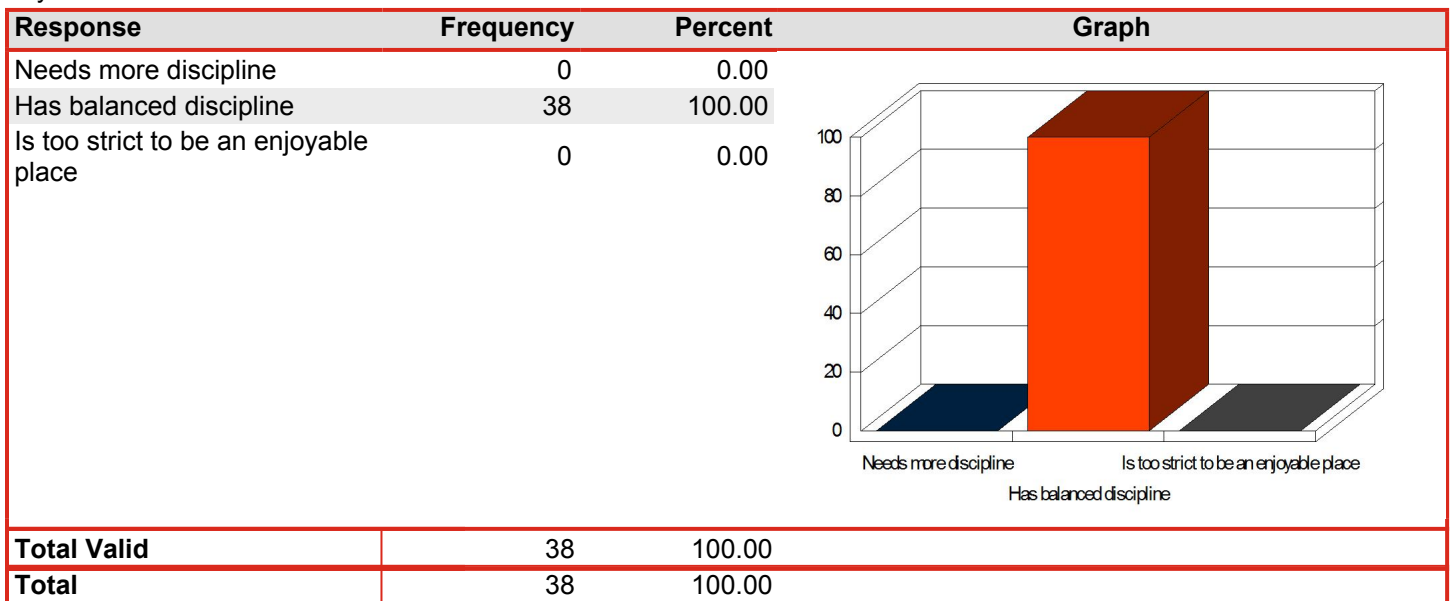 Response Frequency Percent Graph
Needs more discipline 0 0.00
Has balanced discipline 38 100.00
Is too strict to be an enjoyable
place 0 0.00
100
80
60
40
20
0
Needs more discipline Is too strict to be an enjoyable place
Has balanced discipline
Total Valid 38 100.00
Total 38 100.00